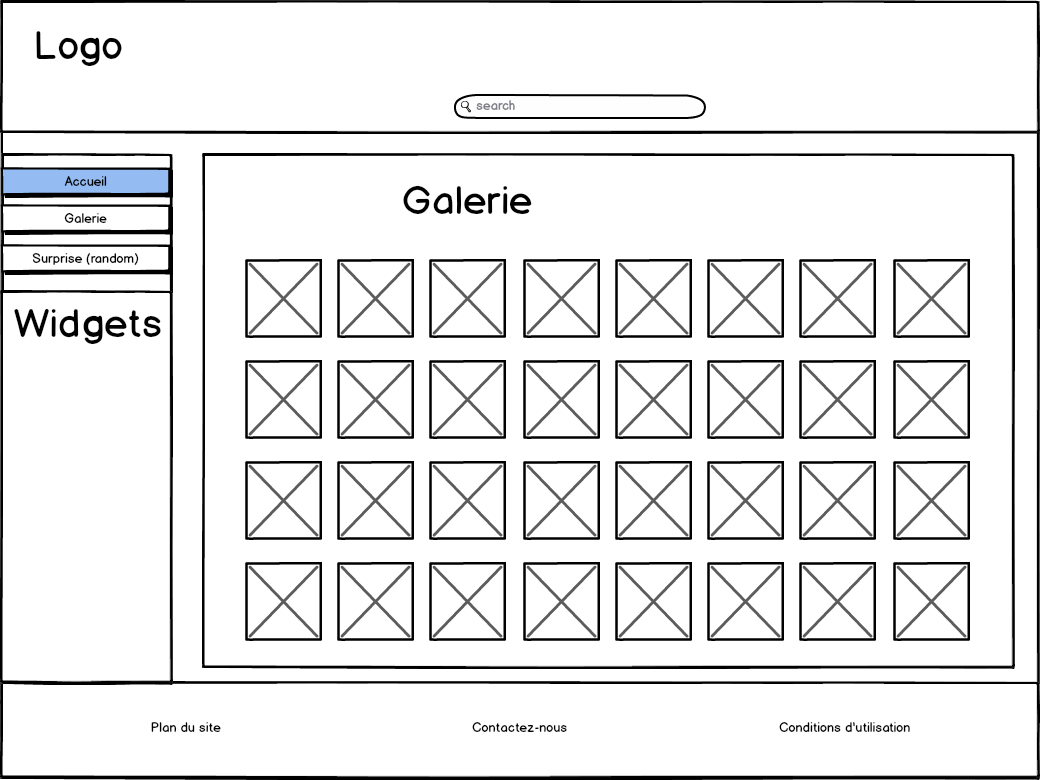 Logo
search
Accueil
Galerie
Surprise (random)
Widgets
Galerie
Plan du site
Contactez-nous
Conditions d'utilisation